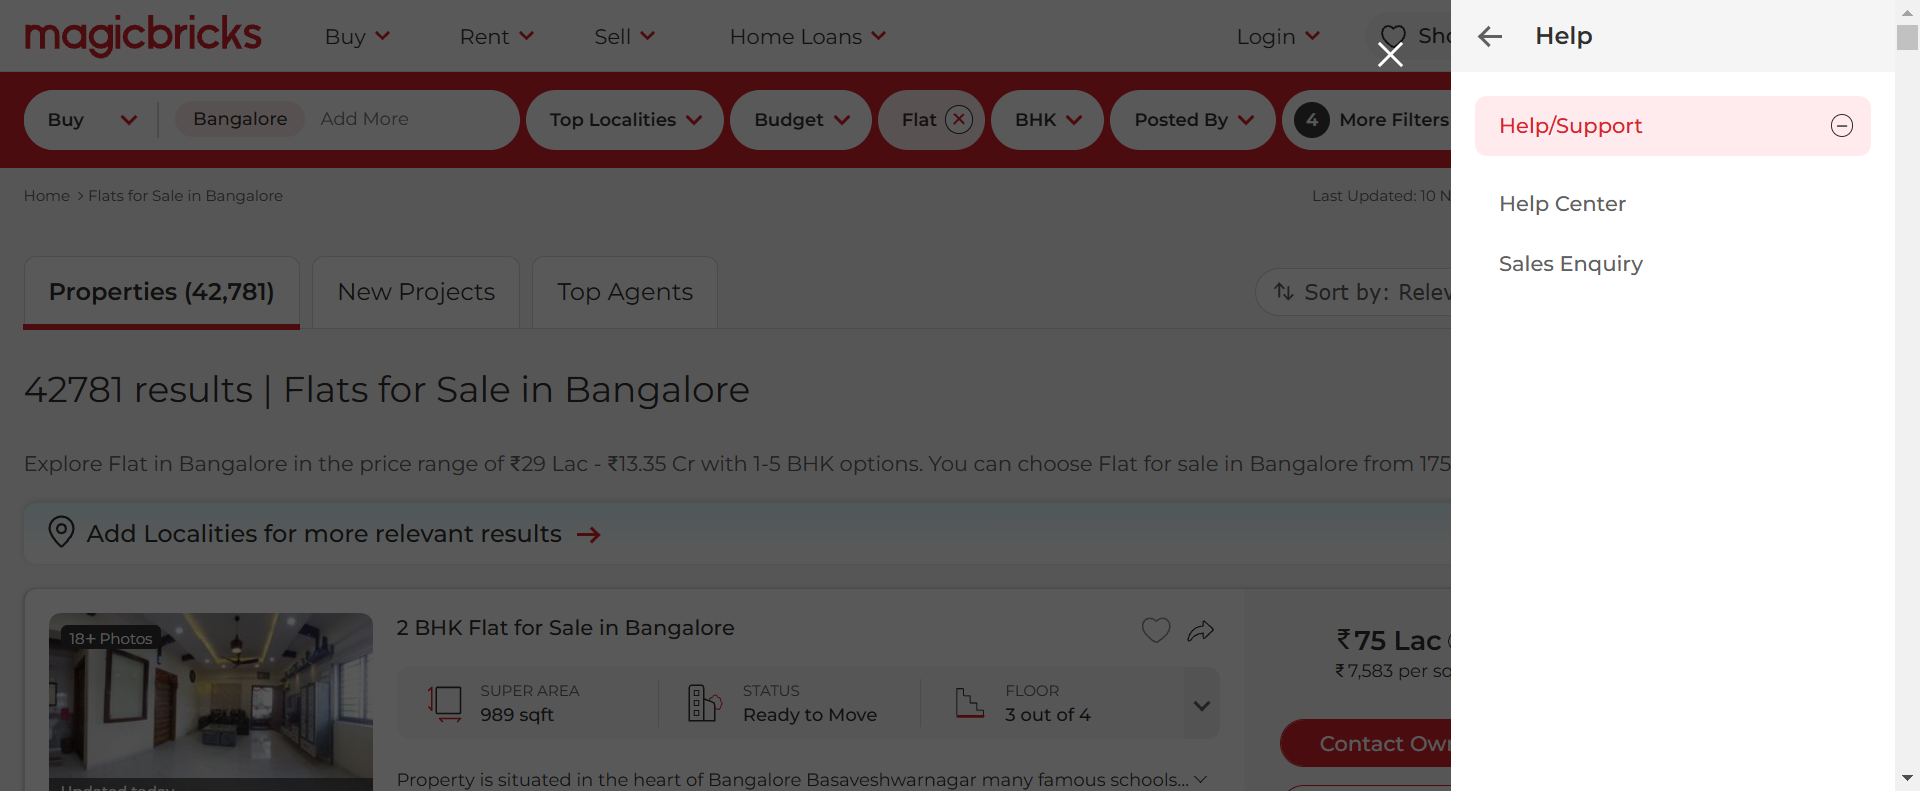 magicbricks
Buy
Rent
Sell
Home Loans
Login
Help
Buy
Bangalore
Add More
Top Localities
Budget
Flat
BHK
Posted By
4 More Filters
Help/Support
Home > Flats for Sale in Bangalore
Last Updated: 10
Help Center
Sales Enquiry
Properties (42,781)
New Projects
Top Agents
Sort by:
42781 results | Flats for Sale in Bangalore
Explore Flat in Bangalore in the price range of ₹29 Lac - ₹13.35 Cr with 1-5 BHK options. You can choose Flat for sale in Bangalore from 175
Add Localities for more relevant results
18+ Photos
2 BHK Flat for Sale in Bangalore
₹75 Lac
₹7,583 per
SUPER AREA
989 sqft
STATUS
Ready to Move
FLOOR
3 out of 4
Contact
Property is situated in the heart of Bangalore Basaveshwarnagar many famous schools...
Updated today